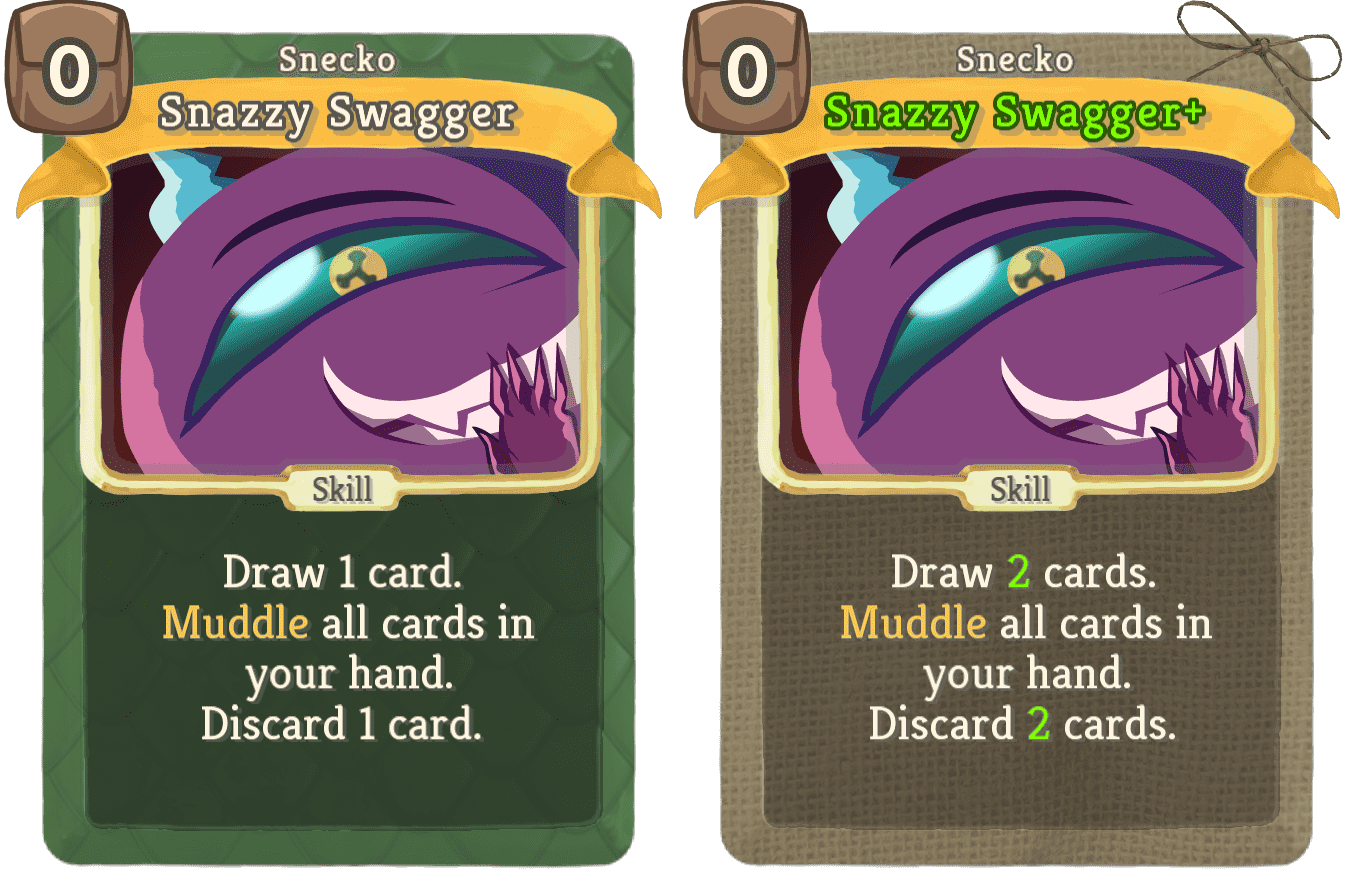 0
Snecko
Snazzy Swagger
Skill
Draw 1 card.
Muddle all cards in
your hand.
Discard 1 card.
0
Snecko
Snazzy Swagger+
Skill
Draw 2 cards.
Muddle all cards in
your hand.
Discard 2 cards.